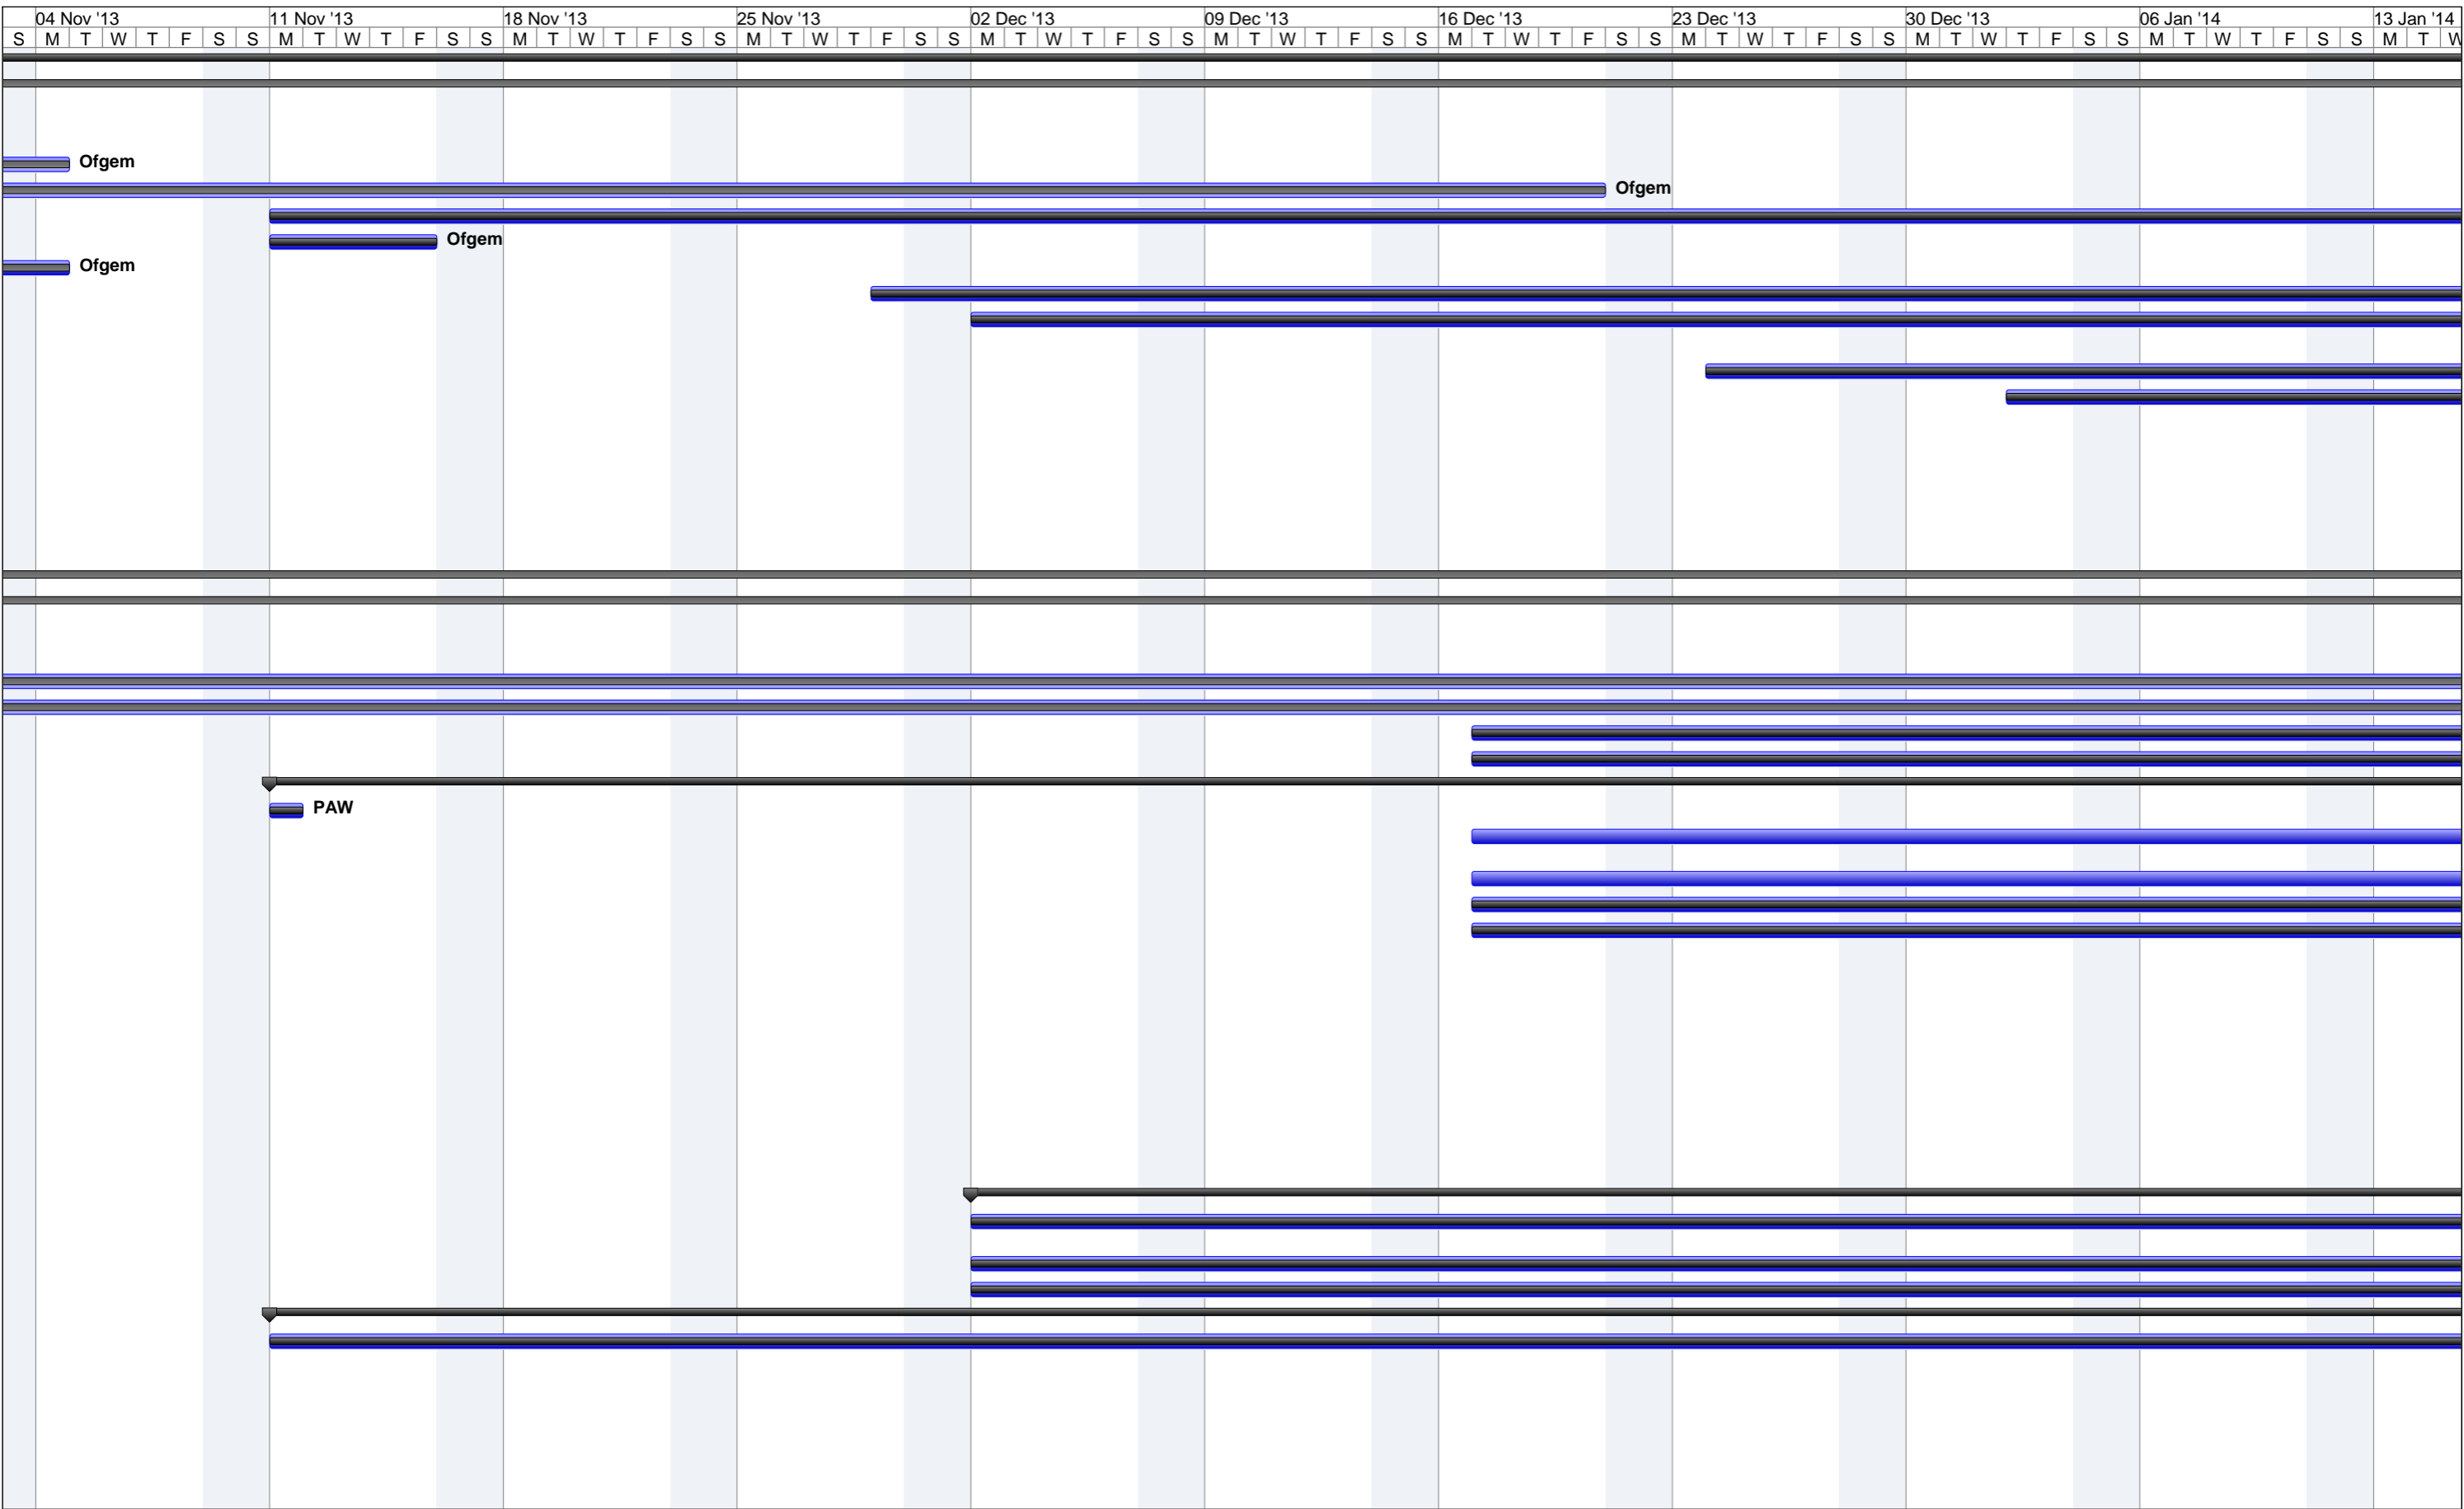 04 Nov '13 11 Nov '13 18 Nov '13 25 Nov '13 02 Dec '13 09 Dec '13 16 Dec '13 23 Dec '13 30 Dec '13 06 Jan '14 13 Jan '14
S M T W T F S S M T W T F S S M T W T F S S M T W T F S S M T W T F S S M T W T F S S M T W T F S S M T W T F S S M T W T F S S M T W T F S S M T W
Ofgem
Ofgem
Ofgem
Ofgem
PAW